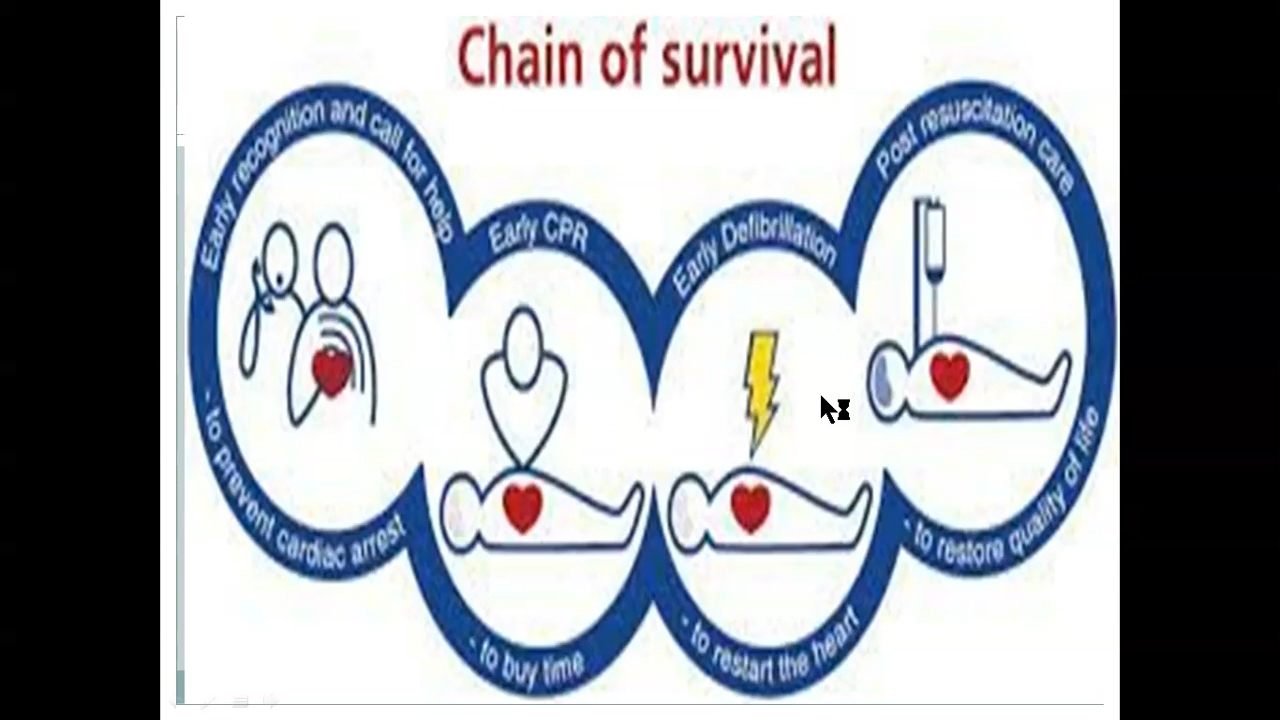 Chain of survival
Early recognition and call for help
- to prevent cardiac arrest
Early CPR
- to buy time
Early Defibrillation
- to restart the heart
Post resuscitation care
- to restore quality of life